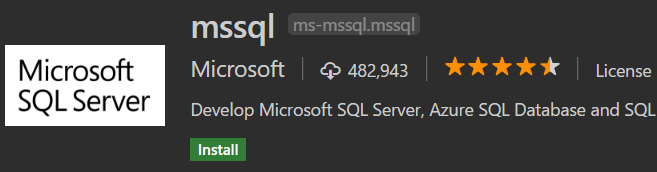 mssql ms-mssql.mssql
Microsoft
SQL Server
Microsoft 482,943 License
Develop Microsoft SQL Server, Azure SQL Database and SQL
Install